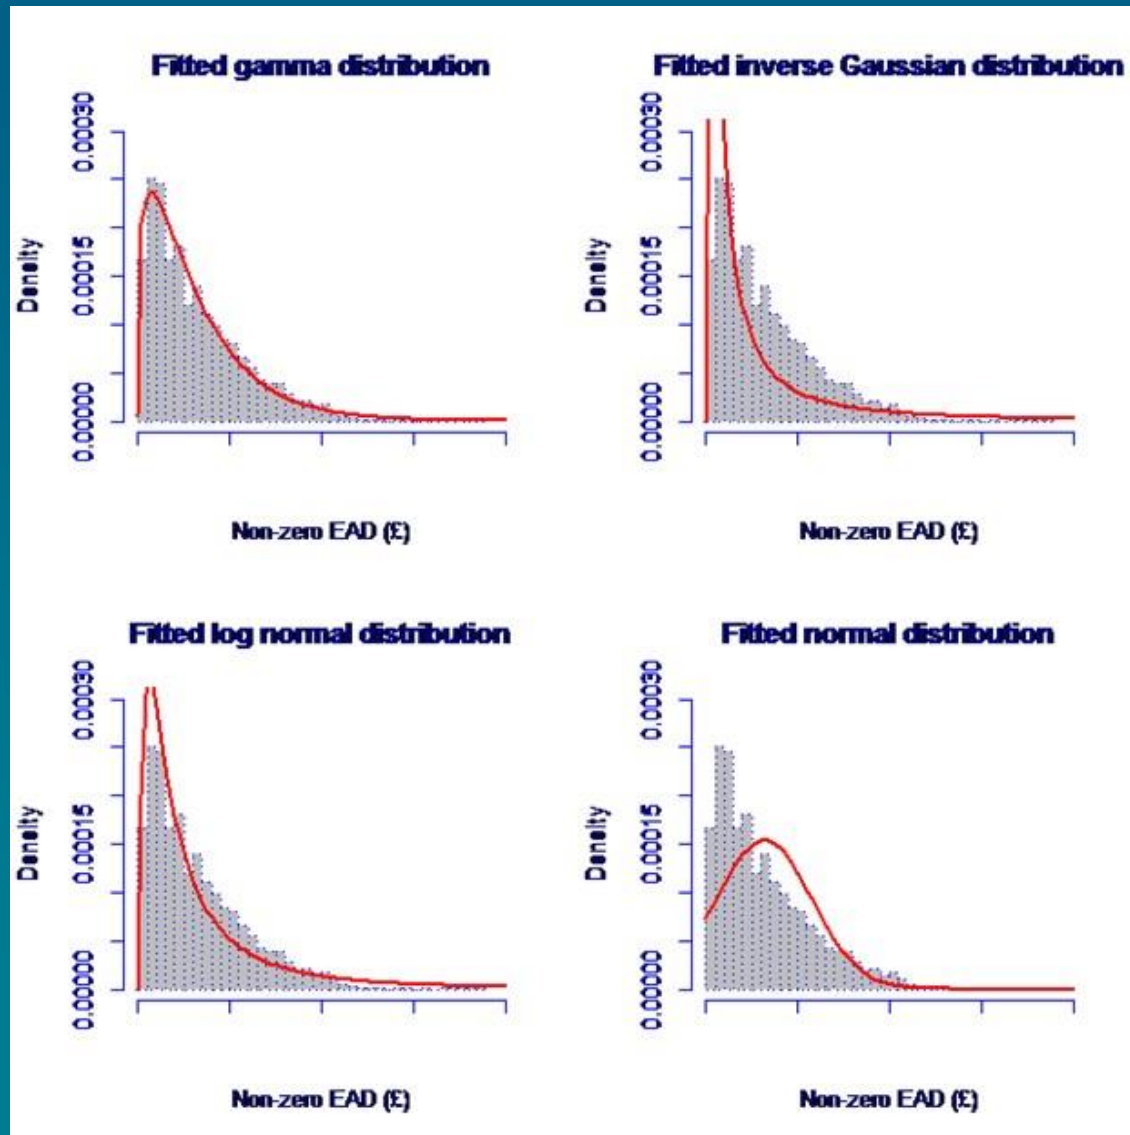 Fitted gamma distribution
0.00030
0.00015
0.00000
Density
Non-zero EAD (£)
Fitted inverse Gaussian distribution
0.00030
0.00015
0.00000
Density
Non-zero EAD (£)
Fitted log normal distribution
0.00030
0.00015
0.00000
Density
Non-zero EAD (£)
Fitted normal distribution
0.00030
0.00015
0.00000
Density
Non-zero EAD (£)